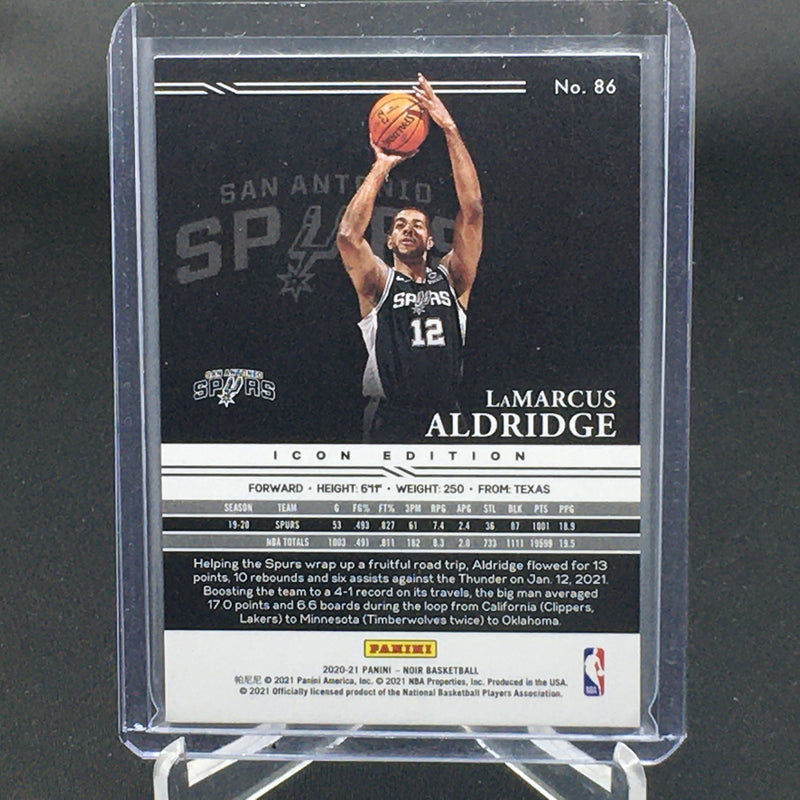 No. 86
SAN ANTONIO
SPURS
SPURS
12
SAN ANTONIO
SPURS
LaMARCUS
ALDRIDGE
ICON EDITION
FORWARD • HEIGHT: 6'11" • WEIGHT: 250 • FROM: TEXAS
SEASON TEAM G FG% FT% 3PM RPG APG STL BLK PTS PPG
19-20 SPURS 53 .493 .827 61 7.4 2.4 36 87 1001 18.9
NBA TOTALS 1003 .491 .811 162 8.3 2.0 733 1111 19599 19.5
Helping the Spurs wrap up a fruitful road trip, Aldridge flowed for 13
points, 10 rebounds and six assists against the Thunder on Jan. 12, 2021.
Boosting the team to a 4-1 record on its travels, the big man averaged
17.0 points and 6.6 boards during the loop from California (Clippers,
Lakers) to Minnesota (Timberwolves twice) to Oklahoma.
PANINI
2020-21 PANINI – NOIR BASKETBALL
帕尼尼 © 2021 Panini America, Inc. © 2021 NBA Properties, Inc. Produced in the USA.
© 2021 Officially licensed product of the National Basketball Players Association.
NBA